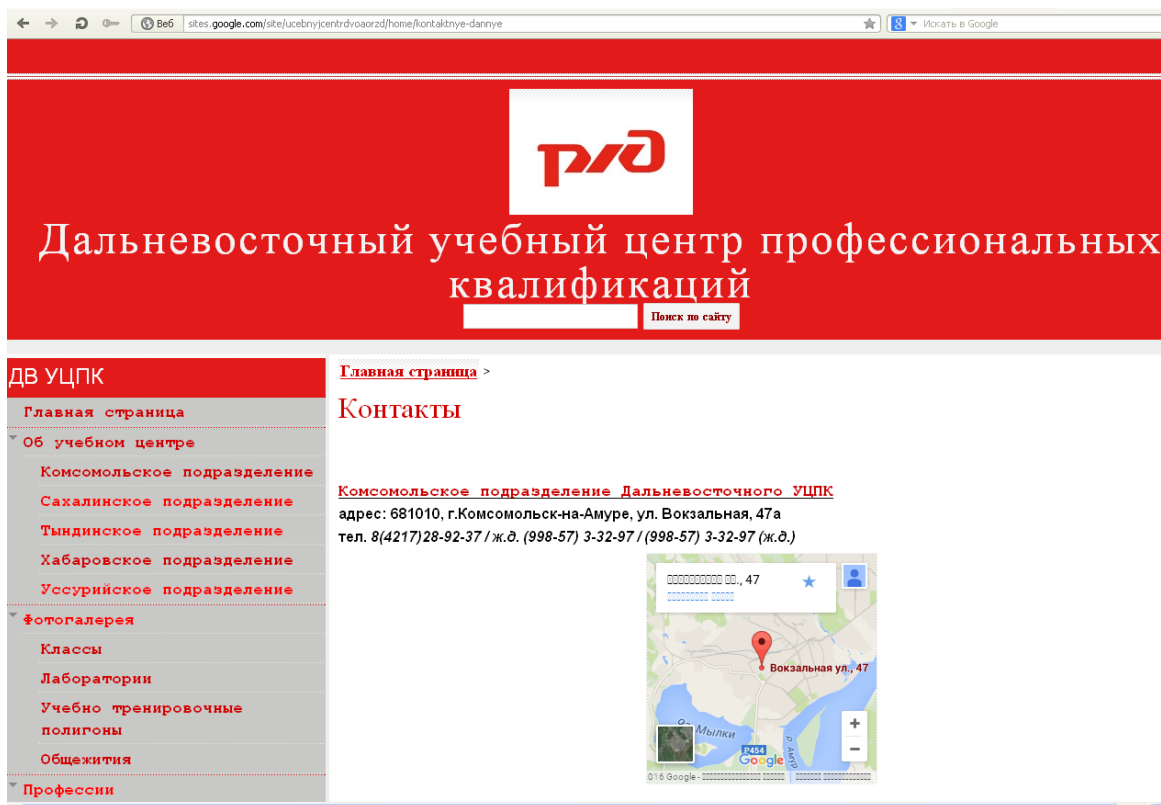 Веб sites.google.com/site/ucebnyjcentrdvoaorzd/home/kontaktnye-dannye
Искать в Google
ржд
Дальневосточный учебный центр профессиональных
квалификаций
Поиск по сайту
ДВ УЦПК
Главная страница
Об учебном центре
Комсомольское подразделение
Сахалинское подразделение
Тындинское подразделение
Хабаровское подразделение
Уссурийское подразделение
Фотогалерея
Классы
Лаборатории
Учебно тренировочные
полигоны
Общежития
Профессии
Главная страница >
Контакты
Комсомольское подразделение Дальневосточного УЦПК
адрес: 681010, г.Комсомольск-на-Амуре, ул. Вокзальная, 47а
тел. 8(4217)28-92-37 / ж.д. (998-57) 3-32-97 / (998-57) 3-32-97 (ж.д.)
., 47
Вокзальная ул., 47
оз. Мылки
р. Амур
Р454
Google
016 Google -